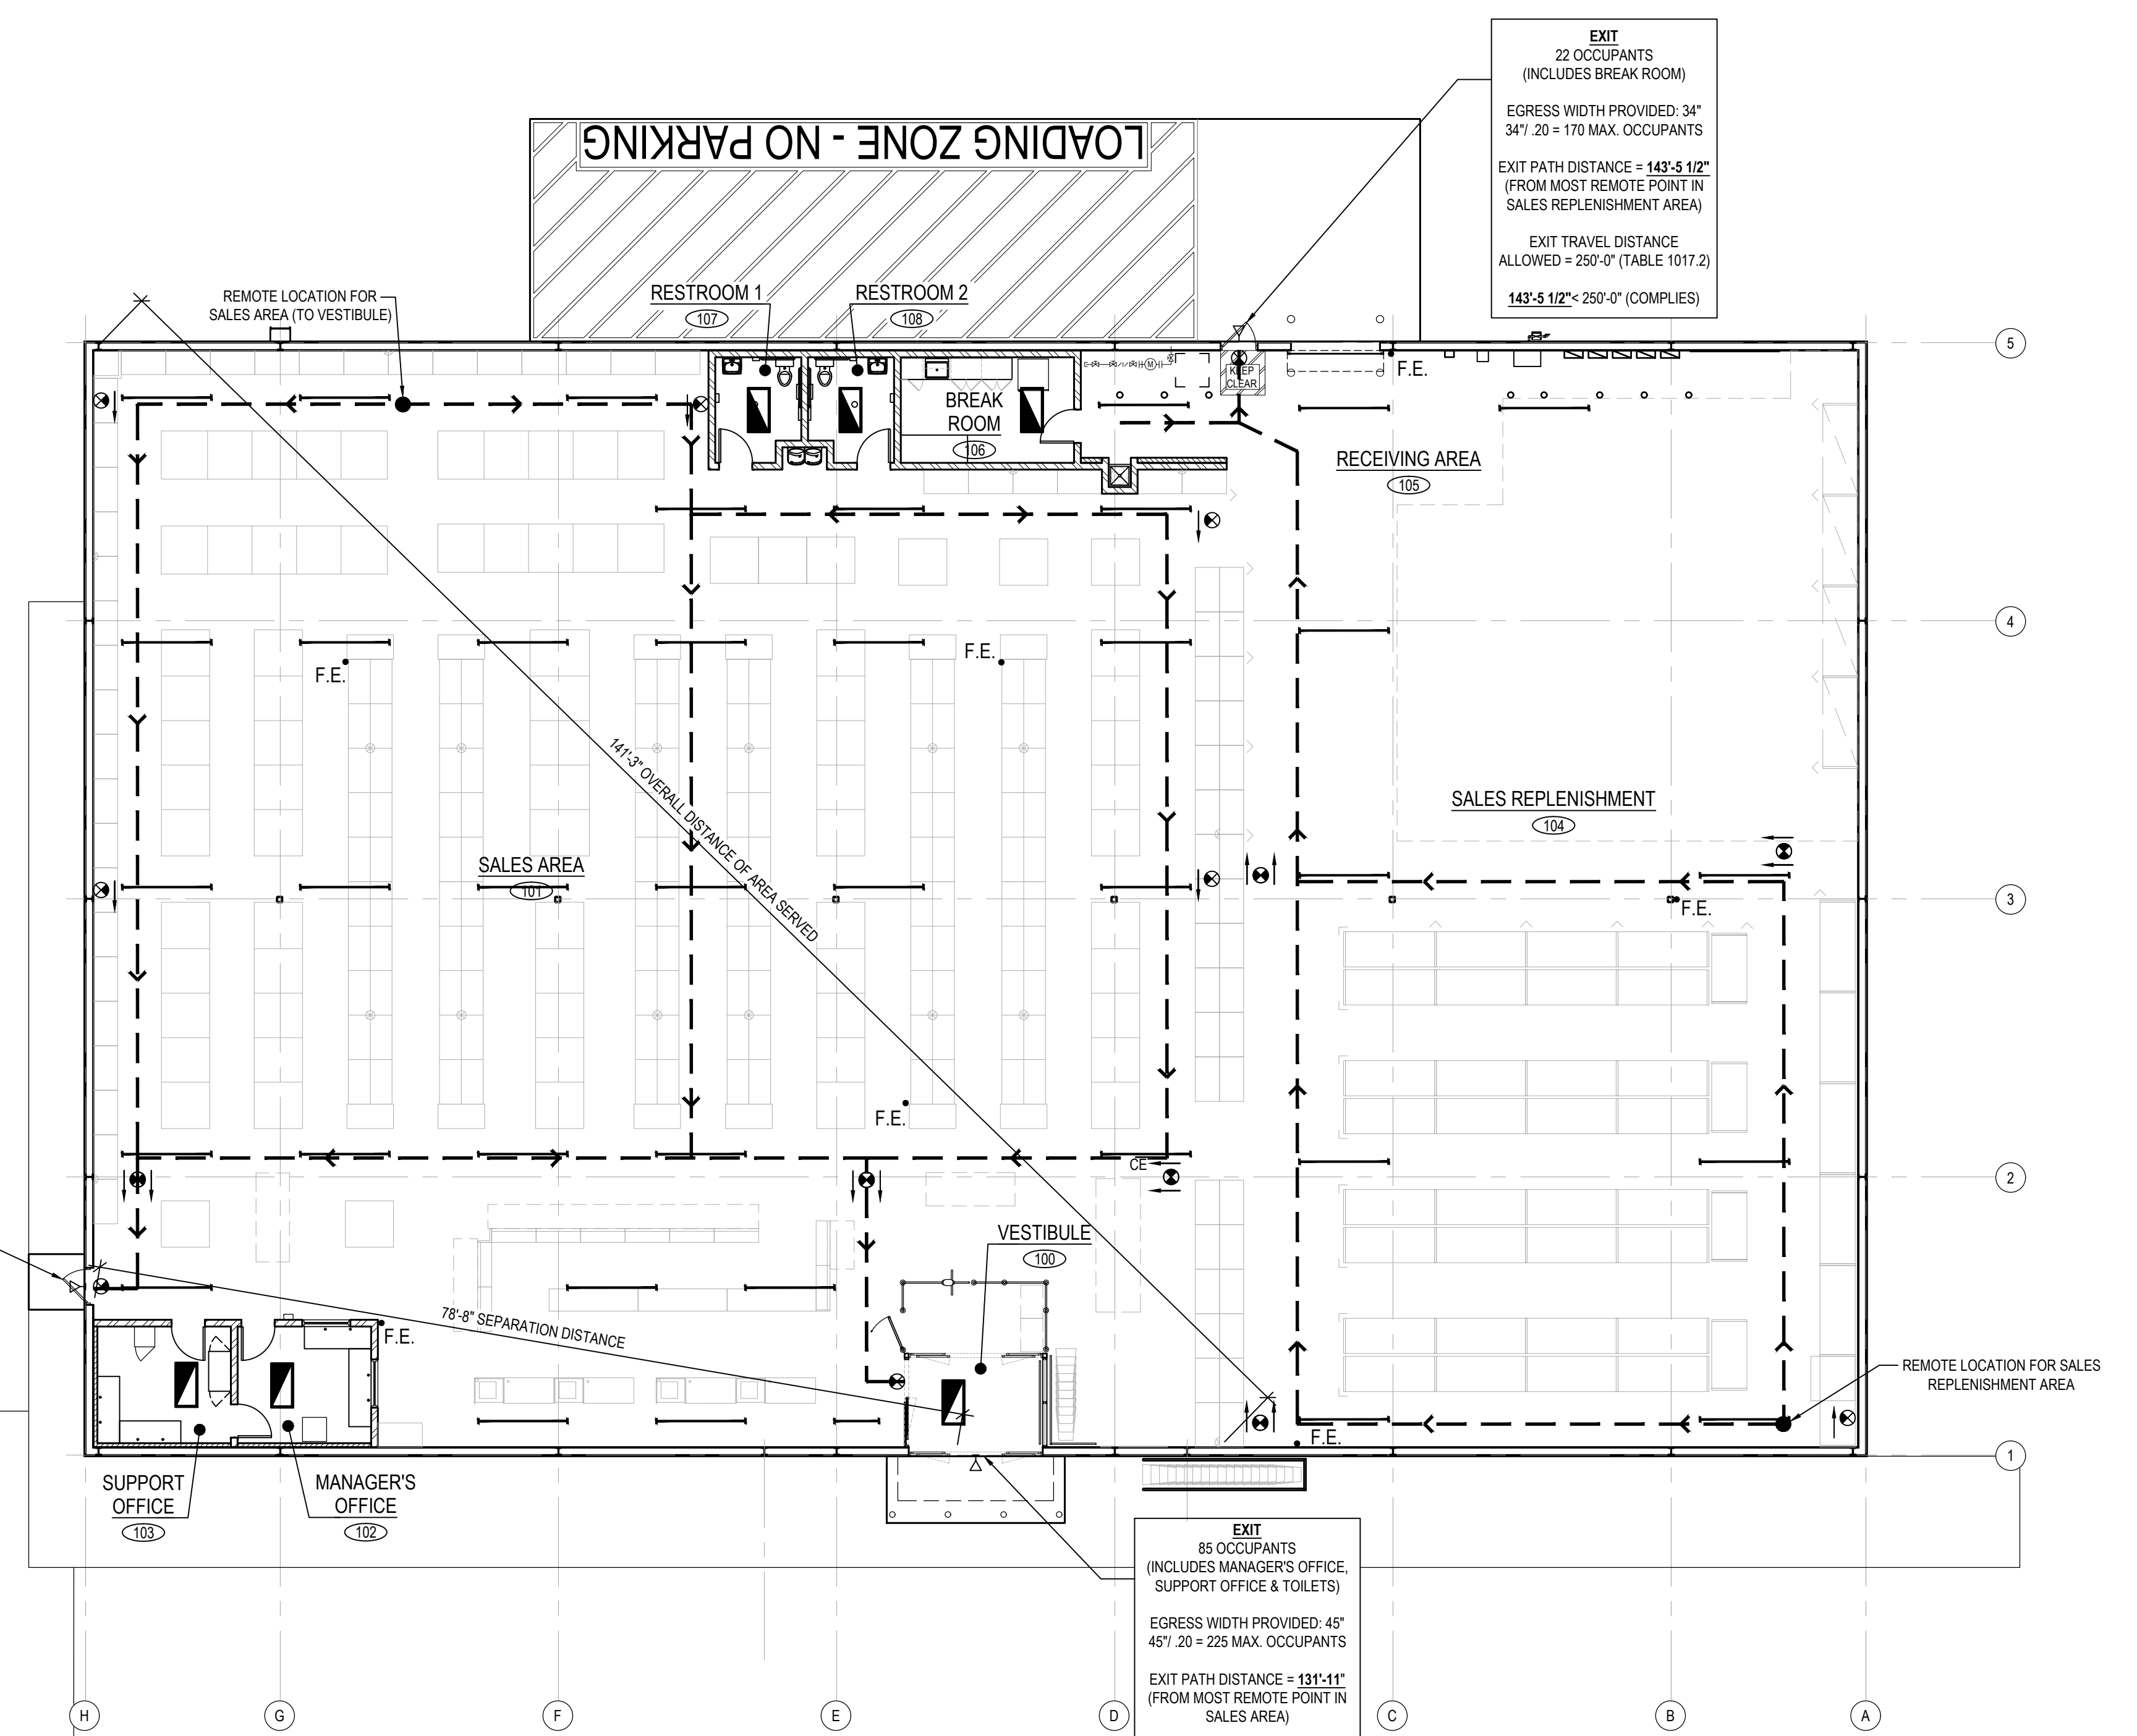 EXIT
22 OCCUPANTS
(INCLUDES BREAK ROOM)
EGRESS WIDTH PROVIDED: 34"
34"/ .20 = 170 MAX. OCCUPANTS
EXIT PATH DISTANCE = 143'-5 1/2"
(FROM MOST REMOTE POINT IN
SALES REPLENISHMENT AREA)
EXIT TRAVEL DISTANCE
ALLOWED = 250'-0" (TABLE 1017.2)
143'-5 1/2"< 250'-0" (COMPLIES)
LOADING ZONE - NO PARKING
REMOTE LOCATION FOR
SALES AREA (TO VESTIBULE)
RESTROOM 1
107
RESTROOM 2
108
5
KEEP
CLEAR
M
F.E.
BREAK
ROOM
106
RECEIVING AREA
105
4
F.E.
F.E.
141'-3" OVERALL DISTANCE OF AREA SERVED
SALES REPLENISHMENT
104
SALES AREA
101
3
F.E.
F.E.
CE
2
VESTIBULE
100
78'-8" SEPARATION DISTANCE
F.E.
REMOTE LOCATION FOR SALES
REPLENISHMENT AREA
F.E.
1
SUPPORT
OFFICE
103
MANAGER'S
OFFICE
102
EXIT
85 OCCUPANTS
(INCLUDES MANAGER'S OFFICE,
SUPPORT OFFICE & TOILETS)
EGRESS WIDTH PROVIDED: 45"
45"/ .20 = 225 MAX. OCCUPANTS
EXIT PATH DISTANCE = 131'-11"
(FROM MOST REMOTE POINT IN
SALES AREA)
H
G
F
E
D
C
B
A